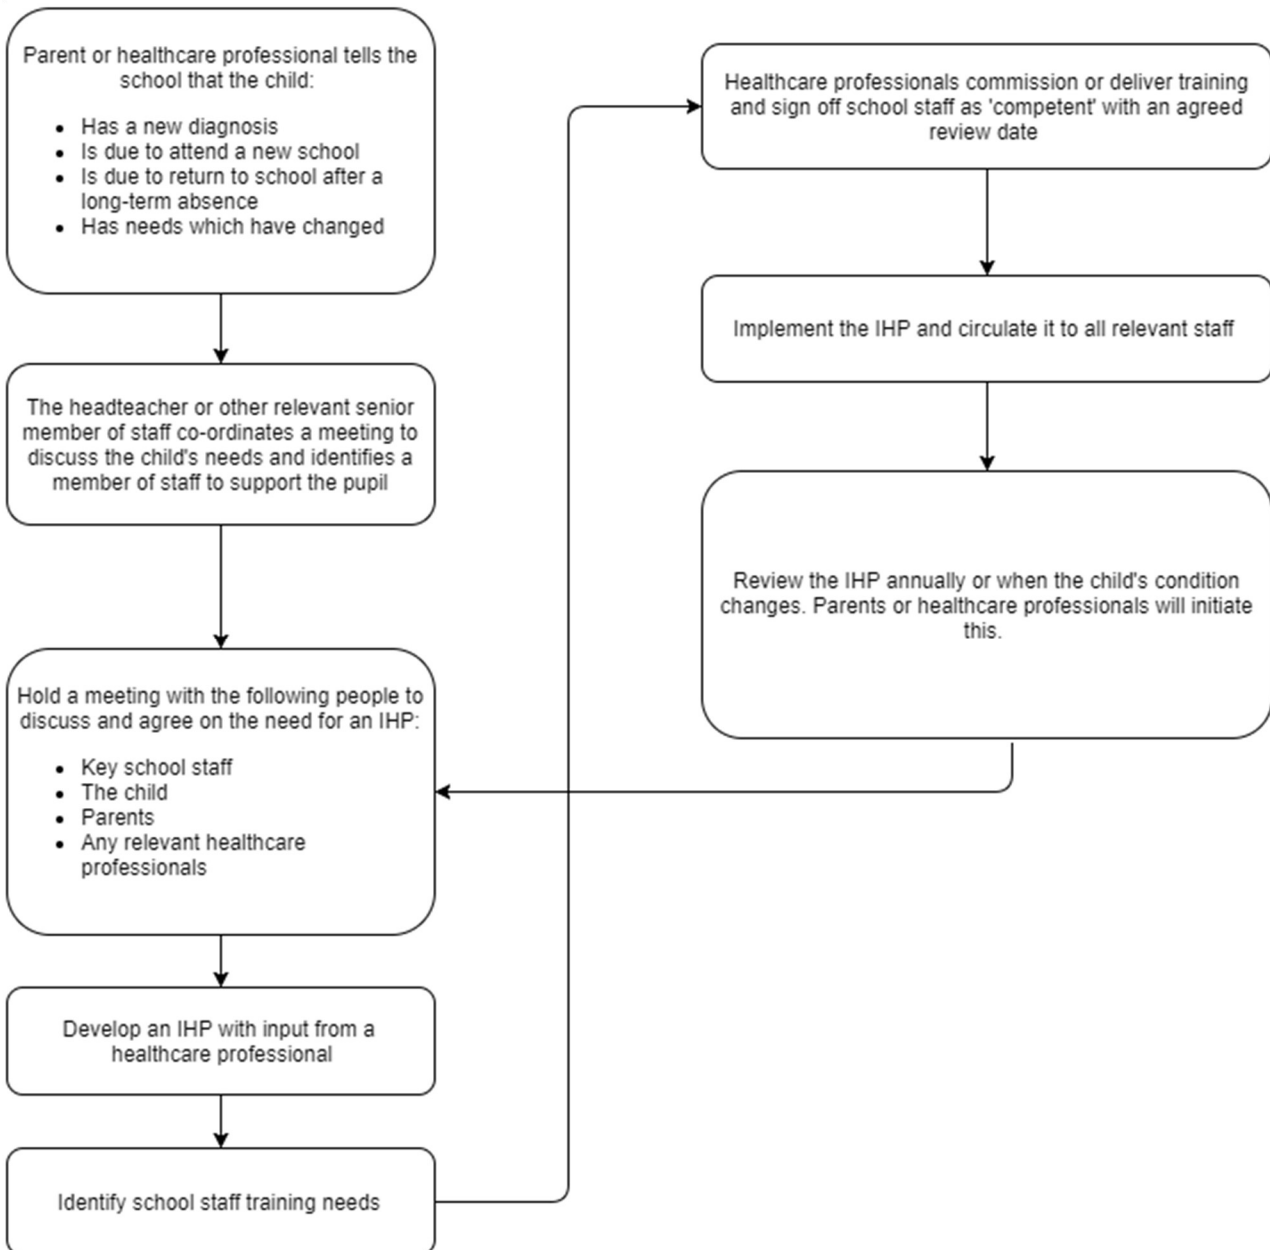 Parent or healthcare professional tells the
school that the child:
• Has a new diagnosis
• Is due to attend a new school
• Is due to return to school after a
long-term absence
• Has needs which have changed
The headteacher or other relevant senior
member of staff co-ordinates a meeting to
discuss the child's needs and identifies a
member of staff to support the pupil
Hold a meeting with the following people to
discuss and agree on the need for an IHP:
• Key school staff
• The child
• Parents
• Any relevant healthcare
professionals
Develop an IHP with input from a
healthcare professional
Identify school staff training needs
Healthcare professionals commission or deliver training
and sign off school staff as 'competent' with an agreed
review date
Implement the IHP and circulate it to all relevant staff
Review the IHP annually or when the child's condition
changes. Parents or healthcare professionals will initiate
this.